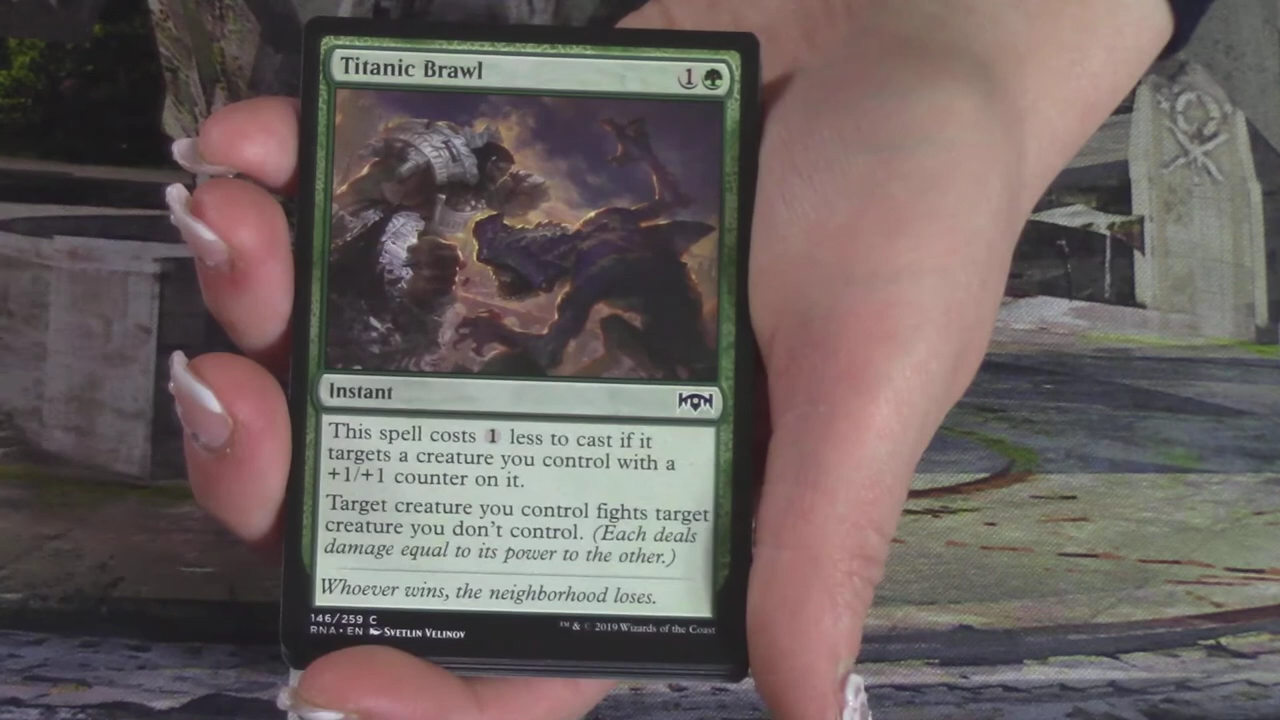 Titanic Brawl 1
Instant
This spell costs 1 less to cast if it
targets a creature you control with a
+1/+1 counter on it.
Target creature you control fights target
creature you don't control. (Each deals
damage equal to its power to the other.)
Whoever wins, the neighborhood loses.
146/259 C
RNA • EN Svetlin Velinov
™ & © 2019 Wizards of the Coast